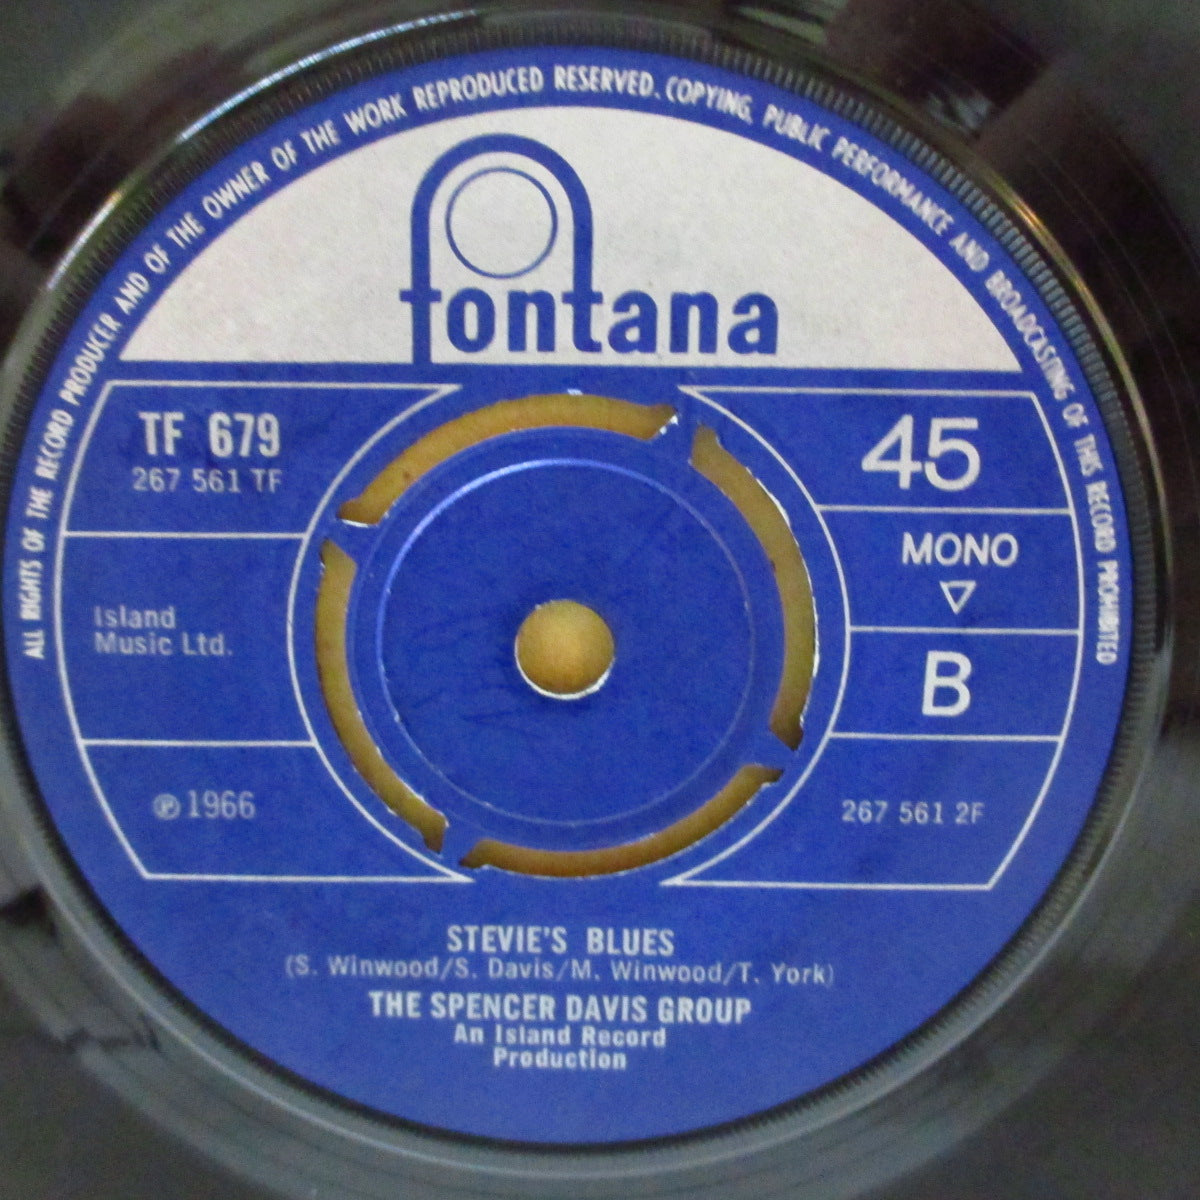 ALL RIGHTS OF THE RECORD PRODUCER AND OF THE OWNER OF THE WORK REPRODUCED RESERVED. COPYING, PUBLIC PERFORMANCE AND BROADCASTING OF THIS RECORD PROHIBITED
fontana
TF 679
267 561 TF
Island
Music Ltd.
℗ 1966
45
MONO
▽
B
267 561 2F
STEVIE'S BLUES
(S. Winwood/S. Davis/M. Winwood/T. York)
THE SPENCER DAVIS GROUP
An Island Record
Production